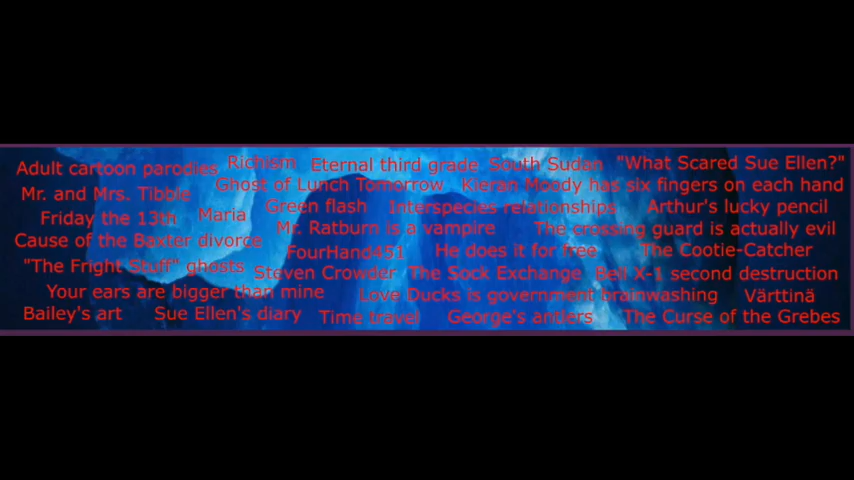 Adult cartoon parodies Richism Eternal third grade South Sudan "What Scared Sue Ellen?"
Mr. and Mrs. Tibble Ghost of Lunch Tomorrow Kieran Moody has six fingers on each hand
Friday the 13th Maria Green flash Interspecies relationships Arthur's lucky pencil
Cause of the Baxter divorce Mr. Ratburn is a vampire The crossing guard is actually evil
"The Fright Stuff" ghosts FourHand451 He does it for free The Cootie-Catcher
Steven Crowder The Sock Exchange Bell X-1 second destruction
Your ears are bigger than mine Love Ducks is government brainwashing Värttinä
Bailey's art Sue Ellen's diary Time travel George's antlers The Curse of the Grebes